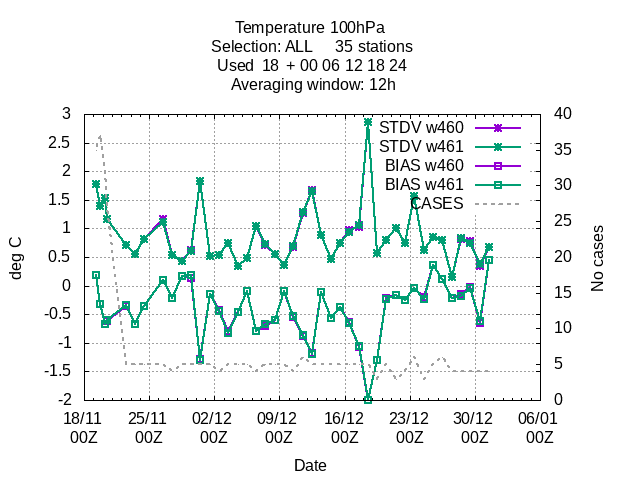 Temperature 100hPa
Selection: ALL 35 stations
Used 18 + 00 06 12 18 24
Averaging window: 12h
3
2.5
2
1.5
1
0.5
0
-0.5
-1
-1.5
-2
deg C
STDV w460
STDV w461
BIAS w460
BIAS w461
CASES
40
35
30
25
20
15
10
5
0
No cases
18/11 25/11 02/12 09/12 16/12 23/12 30/12 06/01
00Z 00Z 00Z 00Z 00Z 00Z 00Z 00Z
Date